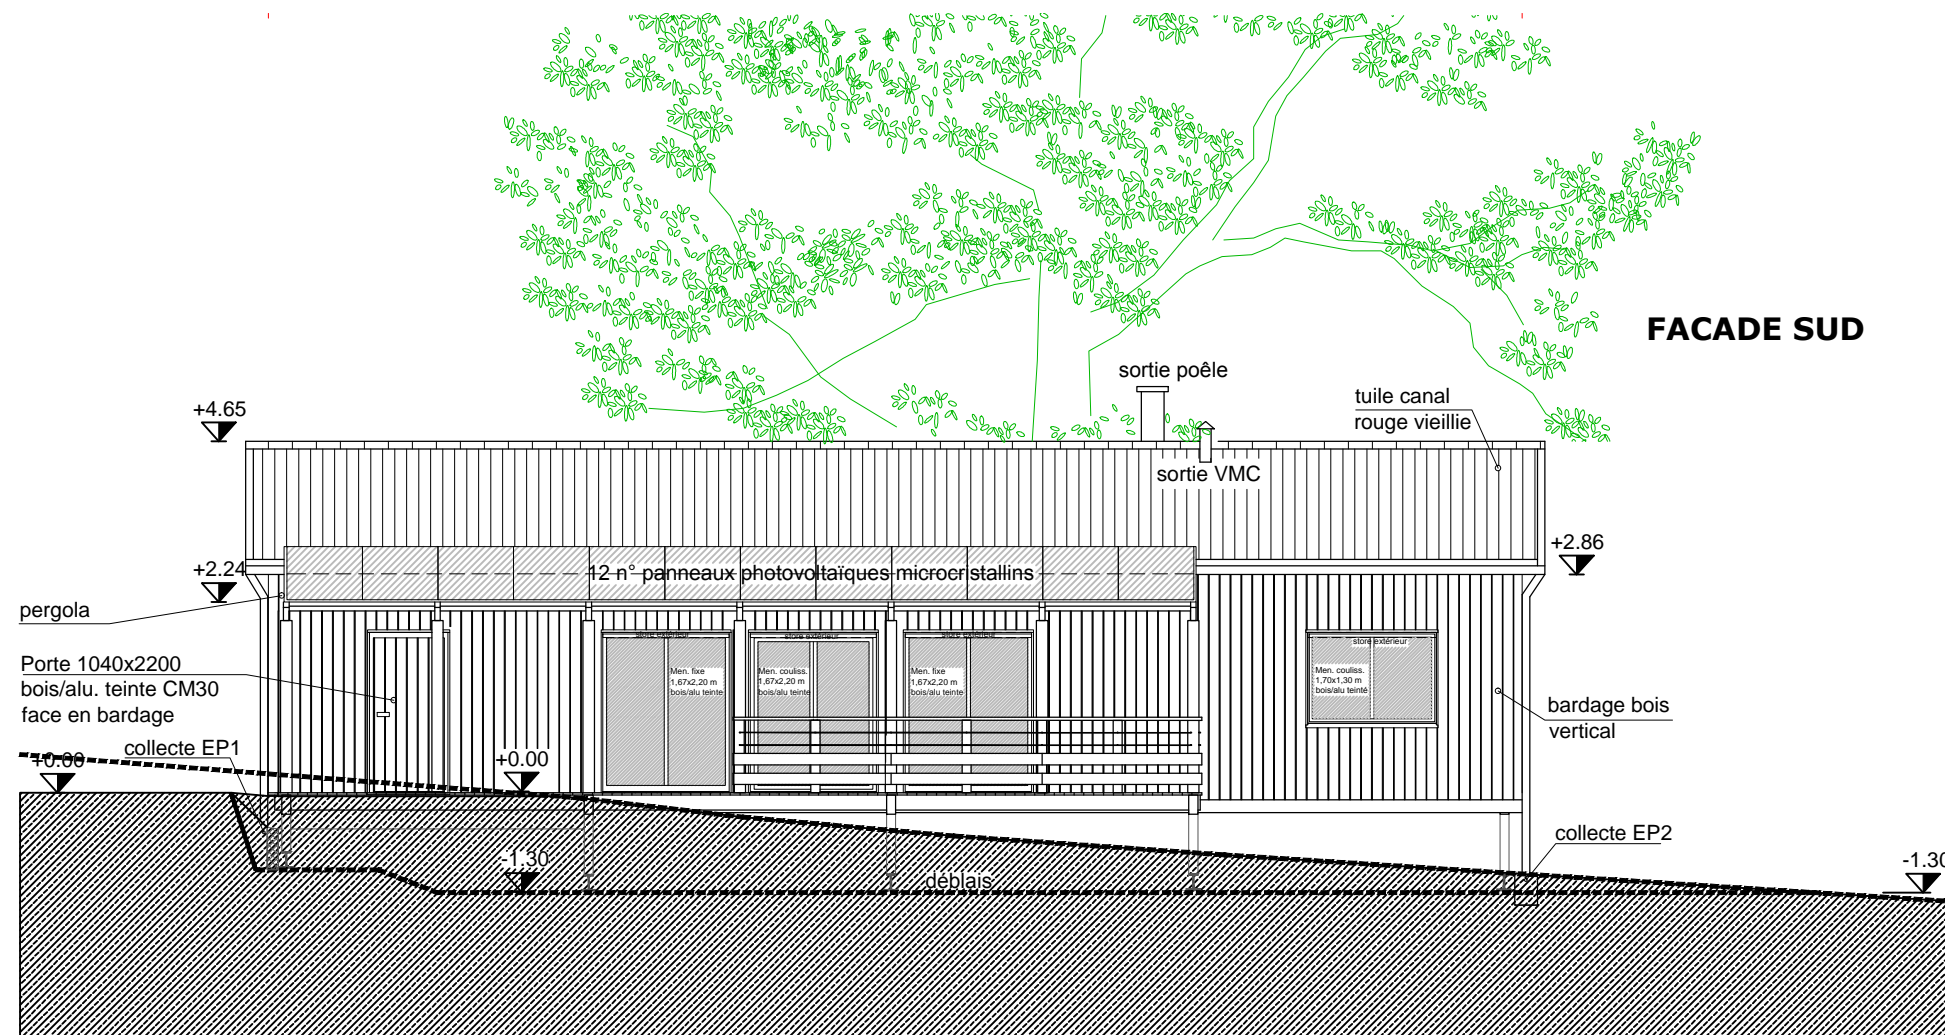 FACADE SUD
sortie poêle
tuile canal
rouge vieillie
+4.65
sortie VMC
+2.86
+2.24
12 n° panneaux photovoltaïques microcristallins
pergola
store extérieur
store extérieur
store extérieur
store extérieur
Porte 1040x2200
bois/alu. teinte CM30
face en bardage
Men. fixe
1,67x2,20 m
bois/alu teinté
Men. couliss.
1,67x2,20 m
bois/alu teinté
Men. fixe
1,67x2,20 m
bois/alu teinté
Men. couliss.
1,70x1,30 m
bois/alu teinté
bardage bois
vertical
collecte EP1
+0.00
+0.00
collecte EP2
-1.30
déblais
-1.30